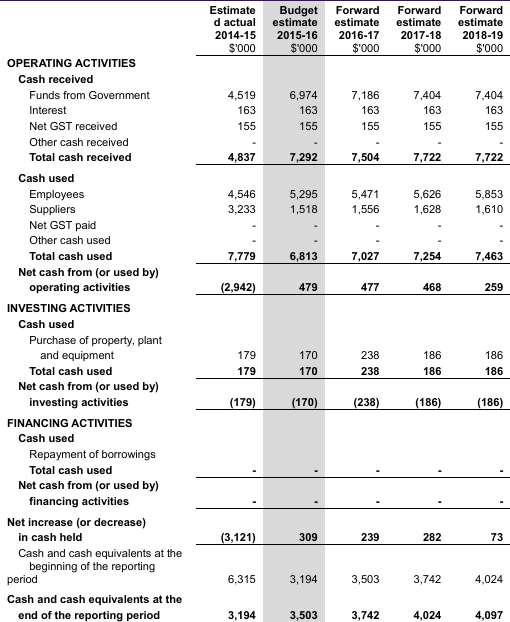 Estimate Budget Forward Forward Forward
d actual estimate estimate estimate estimate
2014-15 2015-16 2016-17 2017-18 2018-19
$'000 $'000 $'000 $'000 $'000
OPERATING ACTIVITIES
Cash received
Funds from Government 4,519 6,974 7,186 7,404 7,404
Interest 163 163 163 163 163
Net GST received 155 155 155 155 155
Other cash received - - - - -
Total cash received 4,837 7,292 7,504 7,722 7,722
Cash used
Employees 4,546 5,295 5,471 5,626 5,853
Suppliers 3,233 1,518 1,556 1,628 1,610
Net GST paid - - - - -
Other cash used - - - - -
Total cash used 7,779 6,813 7,027 7,254 7,463
Net cash from (or used by)
operating activities (2,942) 479 477 468 259
INVESTING ACTIVITIES
Cash used
Purchase of property, plant
and equipment 179 170 238 186 186
Total cash used 179 170 238 186 186
Net cash from (or used by)
investing activities (179) (170) (238) (186) (186)
FINANCING ACTIVITIES
Cash used
Repayment of borrowings
Total cash used - - - - -
Net cash from (or used by)
financing activities - - - - -
Net increase (or decrease)
in cash held (3,121) 309 239 282 73
Cash and cash equivalents at the
beginning of the reporting
period 6,315 3,194 3,503 3,742 4,024
Cash and cash equivalents at the
end of the reporting period 3,194 3,503 3,742 4,024 4,097